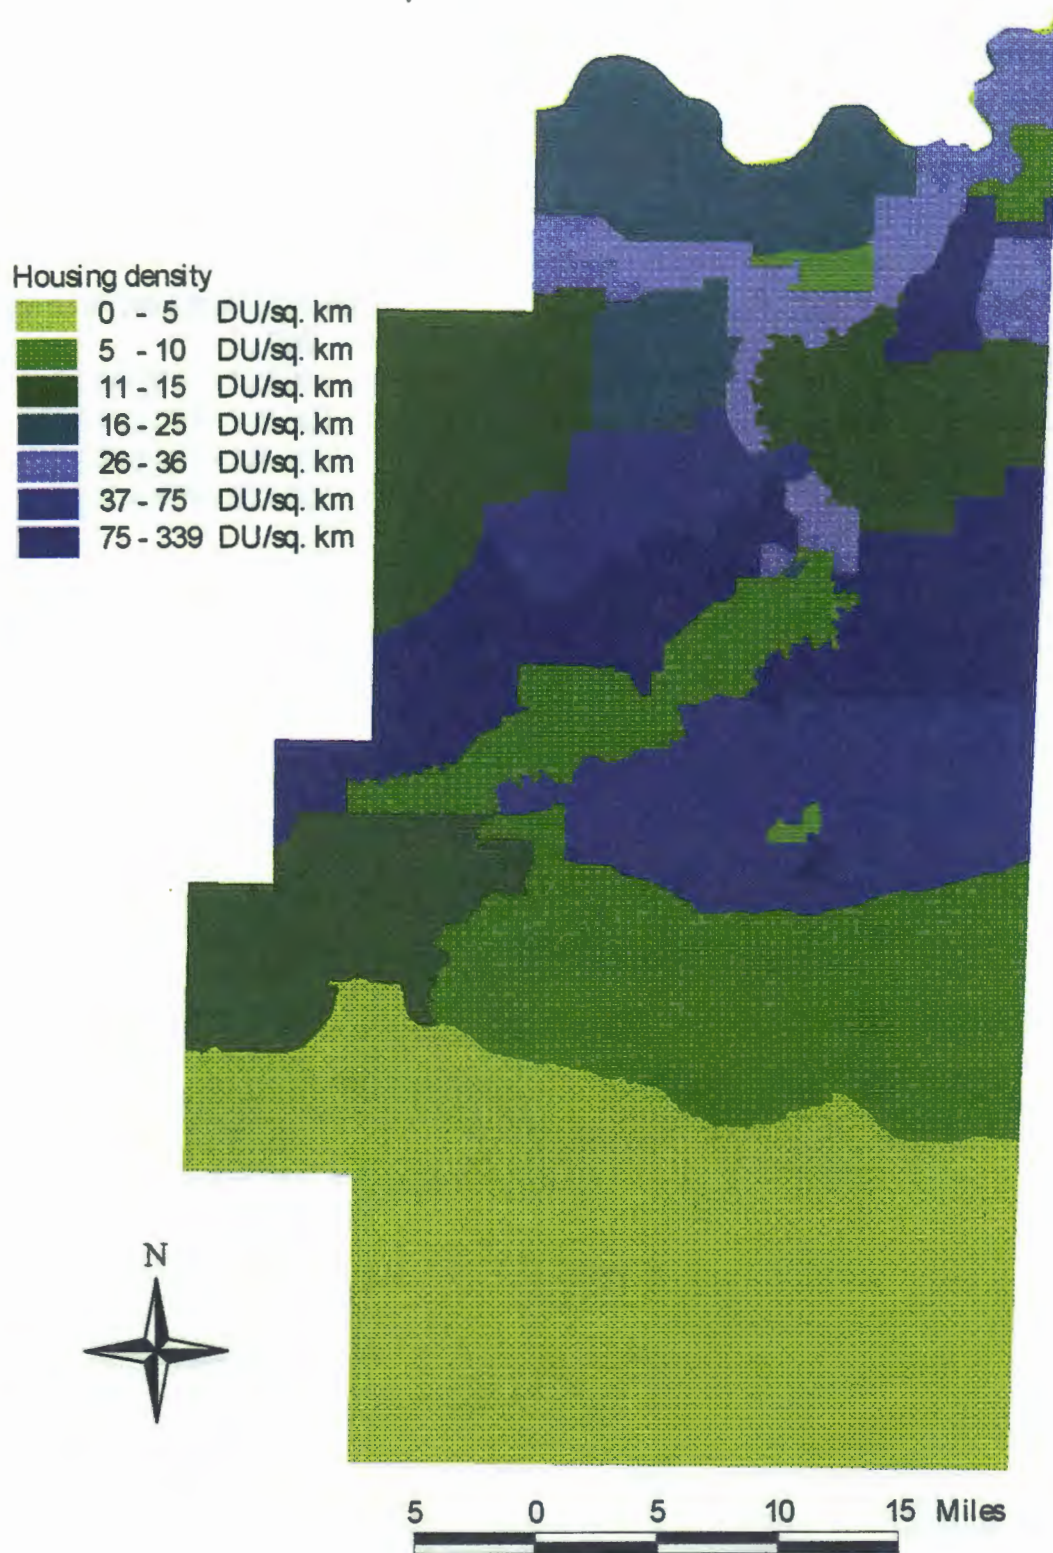 Housing density
0 - 5 DU/sq. km
5 - 10 DU/sq. km
11 - 15 DU/sq. km
16 - 25 DU/sq. km
26 - 36 DU/sq. km
37 - 75 DU/sq. km
75 - 339 DU/sq. km
N
5 0 5 10 15 Miles